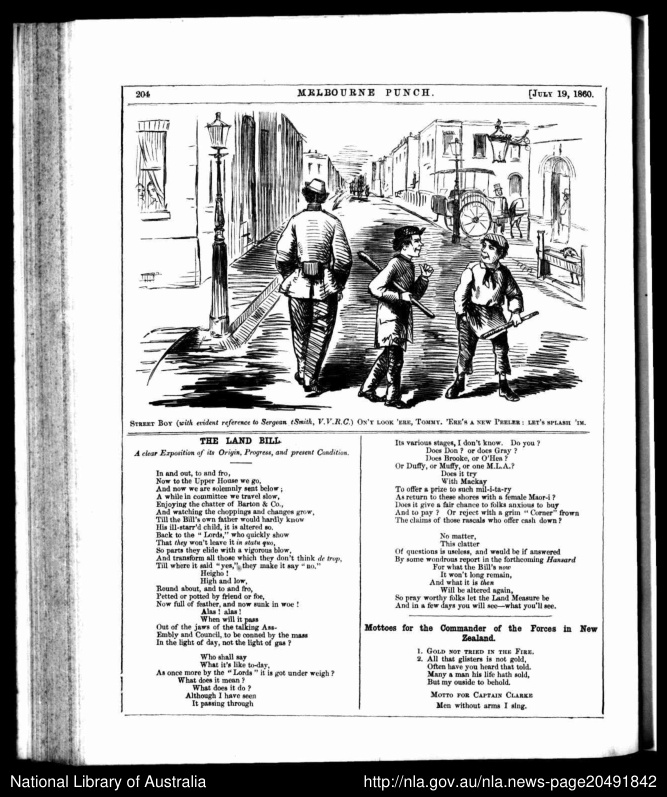 204
MELBOURNE PUNCH.
[JULY 19, 1860.
STREET BOY (with evident reference to Sergean tSmith, V.V.R.C.) ON'T LOOK 'ERE, TOMMY. 'ERE'S A NEW PEELER: LET'S SPLASH 'IM.
THE LAND BILL.
A clear Exposition of its Origin, Progress, and present Condition.
In and out, to and fro,
Now to the Upper House we go,
And now we are solemnly sent below;
A while in committee we travel slow,
Enjoying the chatter of Barton & Co.,
And watching the choppings and changes grow,
Till the Bill's own father would hardly know
His ill-starr'd child, it is altered so.
Back to the "Lords," who quickly show
That they won't leave it in statu quo,
So parts they elide with a vigorous blow,
And transform all those which they don't think de trop,
Till where it said "yes," they make it say "no."
Heigho!
High and low,
Round about, and to and fro,
Petted or potted by friend or foe,
Now full of feather, and now sunk in woe!
Alas! alas!
When will it pass
Out of the jaws of the talking Ass-
Embly and Council, to be conned by the mass
In the light of day, not the light of gas?
Who shall say
What it's like to-day,
As once more by the "Lords" it is got under weigh?
What does it mean?
What does it do?
Although I have seen
It passing through
Its various stages, I don't know. Do you?
Does Don? or does Gray?
Does Brooke, or O'Hea?
Or Duffy, or Muffy, or one M.L.A.?
Does it try
With Mackay
To offer a prize to such mil-i-ta-ry
As return to these shores with a female Maor-i?
Does it give a fair chance to folks anxious to buy
And to pay? Or reject with a grim "Corner" frown
The claims of those rascals who offer cash down?
No matter,
This clatter
Of questions is useless, and would be if answered
By some wondrous report in the forthcoming Hansard
For what the Bill's now
It won't long remain,
And what it is then
Will be altered again,
So pray worthy folks let the Land Measure be
And in a few days you will see—what you'll see.
Mottoes for the Commander of the Forces in New
Zealand.
1. GOLD NOT TRIED IN THE FIRE.
2. All that glisters is not gold,
Often have you heard that told.
Many a man his life hath sold,
But my ouside to behold.
MOTTO FOR CAPTAIN CLARKE
Men without arms I sing.
National Library of Australia
http://nla.gov.au/nla.news-page20491842